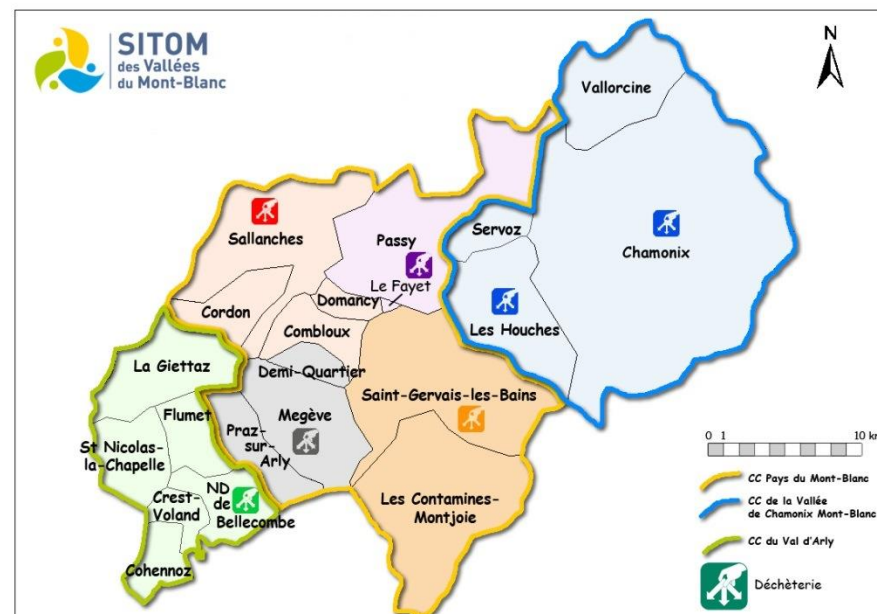 SITOM
des Vallées
du Mont-Blanc
N
Vallorcine
Sallanches
Passy
Servoz
Chamonix
Le Fayet
Domancy
Cordon
Combloux
Les Houches
La Giettaz
Demi-Quartier
Saint-Gervais-les-Bains
Flumet
Megève
Praz-
sur-
Arly
St Nicolas-
la-Chapelle
Crest-
Voland
ND
de
Bellecombe
Les Contamines-
Montjoie
Cohennoz
0 1 10 km
CC Pays du Mont-Blanc
CC de la Vallée
de Chamonix Mont-Blanc
CC du Val d'Arly
Déchèterie